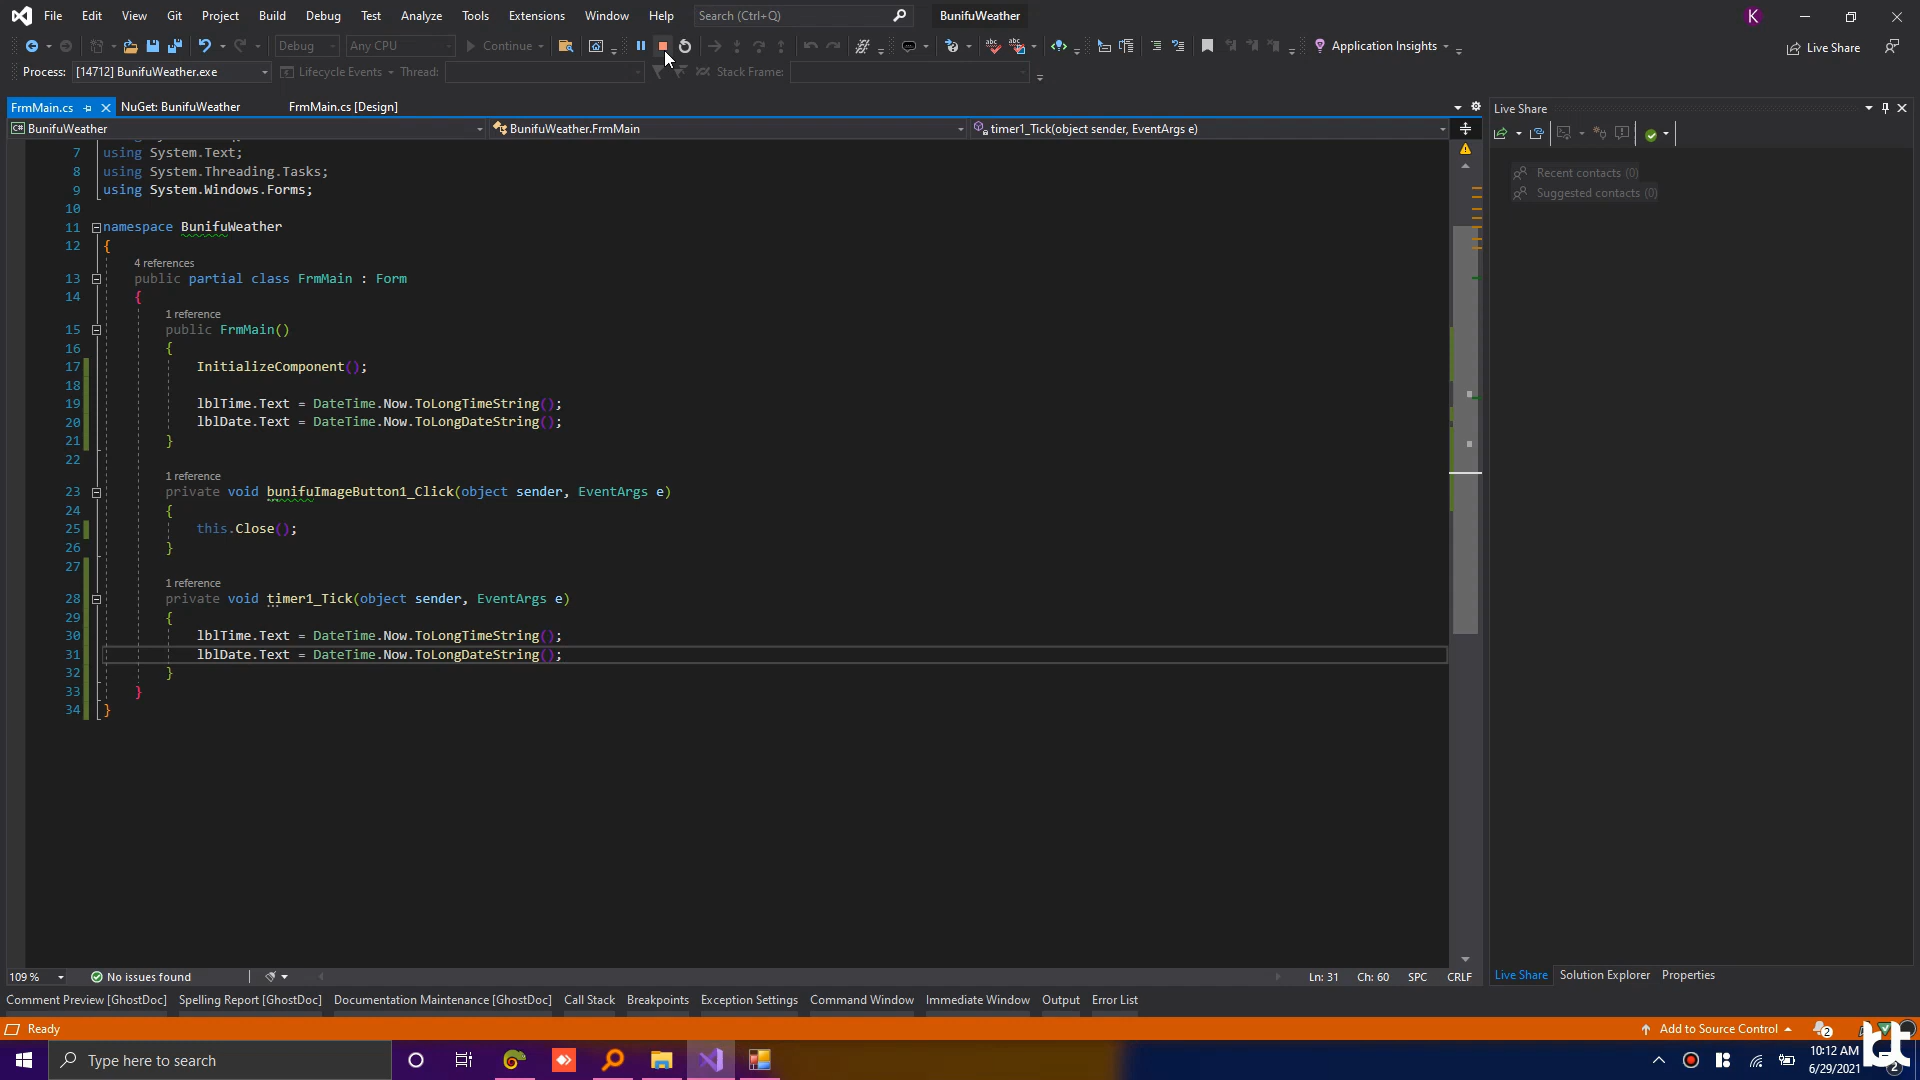 File Edit View Git Project Build Debug Test Analyze Tools Extensions Window Help Search (Ctrl+Q) BunifuWeather K
Debug Any CPU Continue Application Insights Live Share
Process: [14712] BunifuWeather.exe Lifecycle Events Thread: Stack Frame:
FrmMain.cs NuGet: BunifuWeather FrmMain.cs [Design] Live Share
BunifuWeather BunifuWeather.FrmMain timer1_Tick(object sender, EventArgs e)
7 using System.Text;
8 using System.Threading.Tasks;
9 using System.Windows.Forms;
10
11 namespace BunifuWeather
12 {
4 references
13 public partial class FrmMain : Form
14 {
1 reference
15 public FrmMain()
16 {
17 InitializeComponent();
18
19 lblTime.Text = DateTime.Now.ToLongTimeString();
20 lblDate.Text = DateTime.Now.ToLongDateString();
21 }
22
1 reference
23 private void bunifuImageButton1_Click(object sender, EventArgs e)
24 {
25 this.Close();
26 }
27
1 reference
28 private void timer1_Tick(object sender, EventArgs e)
29 {
30 lblTime.Text = DateTime.Now.ToLongTimeString();
31 lblDate.Text = DateTime.Now.ToLongDateString();
32 }
33 }
34 }
Recent contacts (0)
Suggested contacts (0)
109 % No issues found Ln: 31 Ch: 60 SPC CRLF
Live Share Solution Explorer Properties
Comment Preview [GhostDoc] Spelling Report [GhostDoc] Documentation Maintenance [GhostDoc] Call Stack Breakpoints Exception Settings Command Window Immediate Window Output Error List
Ready Add to Source Control 2
Type here to search
10:12 AM
6/29/2021
2